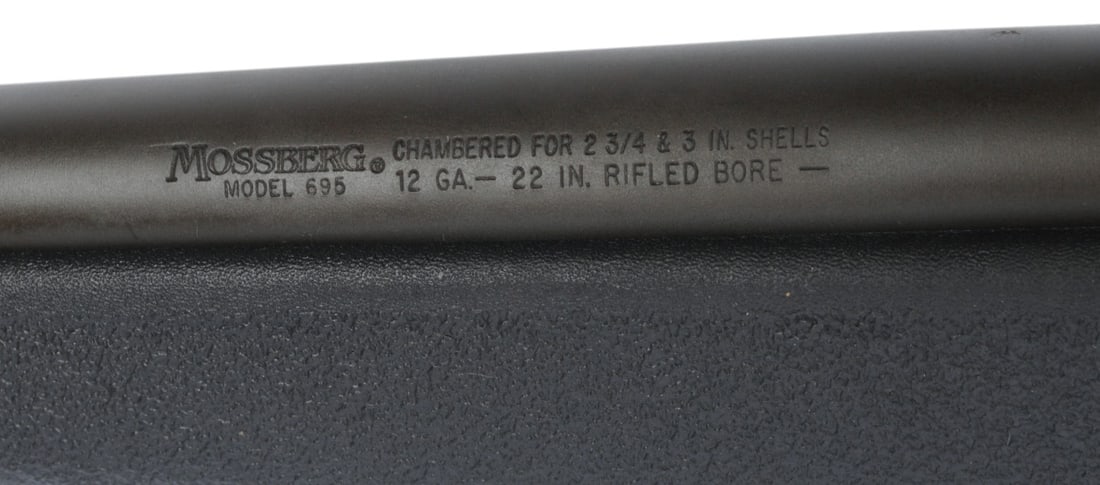 MOSSBERG® CHAMBERED FOR 2 3/4 & 3 IN. SHELLS
MODEL 695 12 GA.— 22 IN. RIFLED BORE —